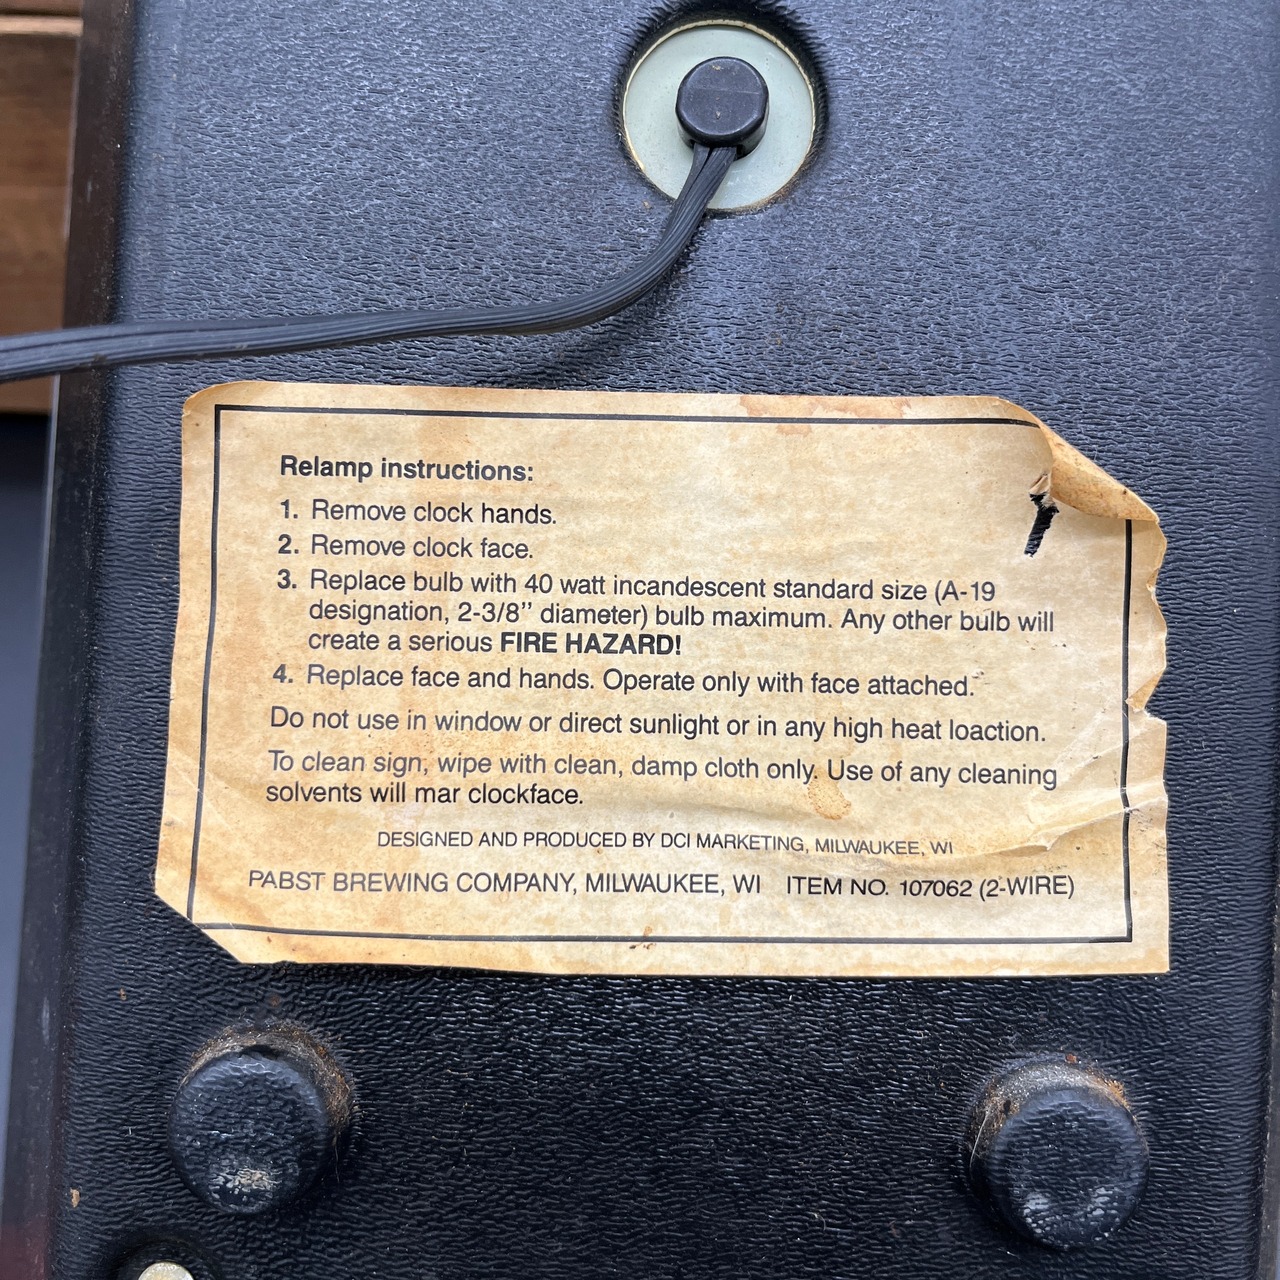 Relamp instructions:
1. Remove clock hands.
2. Remove clock face.
3. Replace bulb with 40 watt incandescent standard size (A-19
designation, 2-3/8" diameter) bulb maximum. Any other bulb will
create a serious FIRE HAZARD!
4. Replace face and hands. Operate only with face attached.
Do not use in window or direct sunlight or in any high heat loaction.
To clean sign, wipe with clean, damp cloth only. Use of any cleaning
solvents will mar clockface.
DESIGNED AND PRODUCED BY DCI MARKETING, MILWAUKEE, WI
PABST BREWING COMPANY, MILWAUKEE, WI ITEM NO. 107062 (2-WIRE)